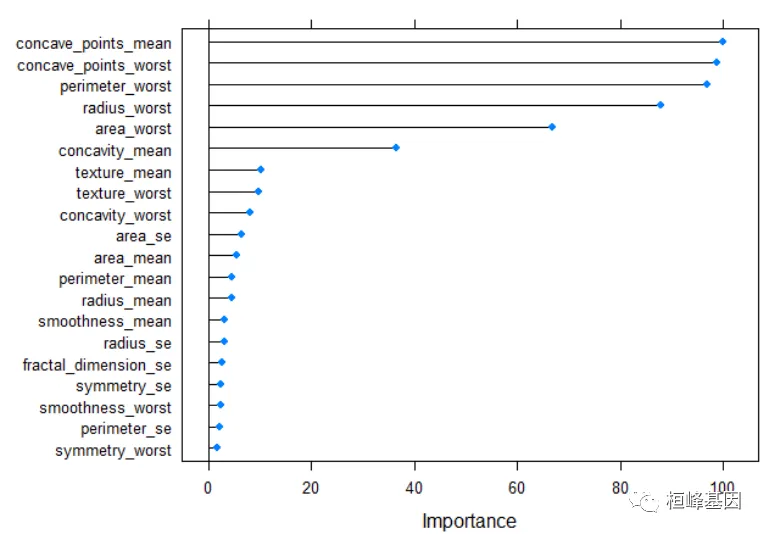 concave_points_mean
concave_points_worst
perimeter_worst
radius_worst
area_worst
concavity_mean
texture_mean
texture_worst
concavity_worst
area_se
area_mean
perimeter_mean
radius_mean
smoothness_mean
radius_se
fractal_dimension_se
symmetry_se
smoothness_worst
perimeter_se
symmetry_worst
0 20 40 60 80 100
Importance
桓峰基因